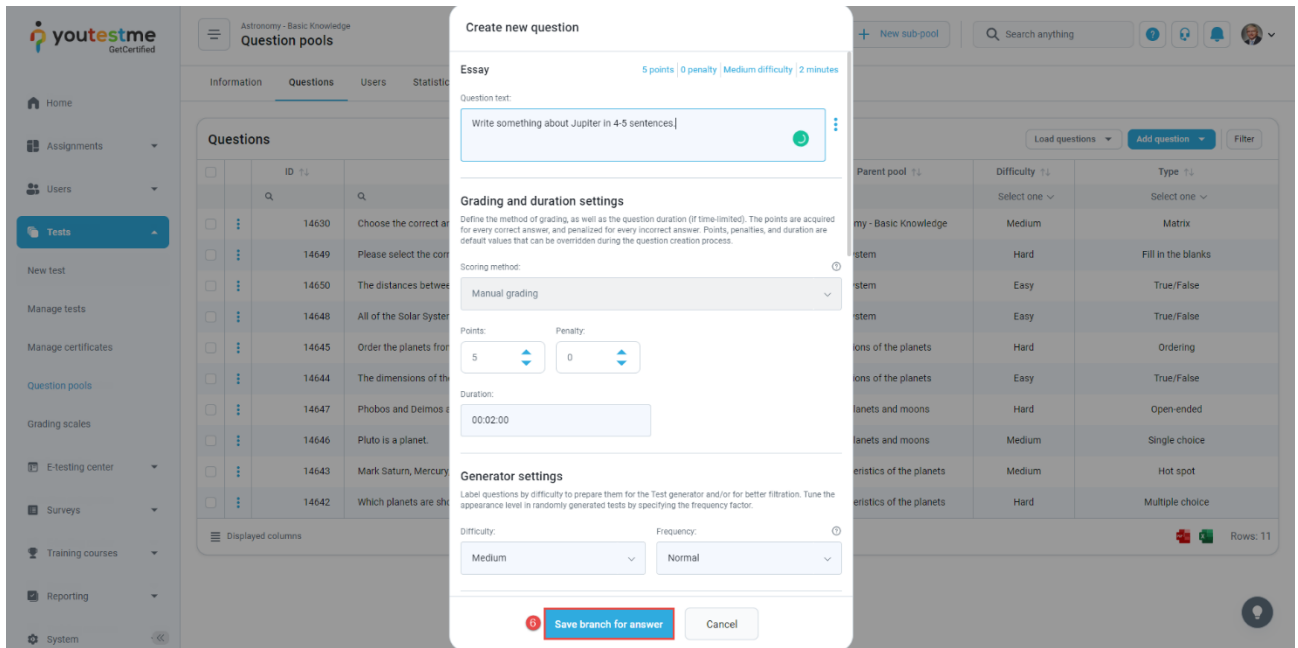 youtestme
GetCertified
Home
Assignments
Users
Tests
New test
Manage tests
Manage certificates
Question pools
Grading scales
E-testing center
Surveys
Training courses
Reporting
System
Astronomy - Basic Knowledge
Question pools
+ New sub-pool
Search anything
Information Questions Users Statistic
Questions
Load questions
Add question
Filter
ID Parent pool Difficulty Type
Select one Select one
14630 Choose the correct an my - Basic Knowledge Medium Matrix
14649 Please select the corr stem Hard Fill in the blanks
14650 The distances betwee stem Easy True/False
14648 All of the Solar System stem Easy True/False
14645 Order the planets from ions of the planets Hard Ordering
14644 The dimensions of the ions of the planets Easy True/False
14647 Phobos and Deimos a lanets and moons Hard Open-ended
14646 Pluto is a planet. lanets and moons Medium Single choice
14643 Mark Saturn, Mercury eristics of the planets Medium Hot spot
14642 Which planets are sho eristics of the planets Hard Multiple choice
Displayed columns
Rows: 11
Create new question
Essay 5 points 0 penalty Medium difficulty 2 minutes
Question text:
Write something about Jupiter in 4-5 sentences.
Grading and duration settings
Define the method of grading, as well as the question duration (if time-limited). The points are acquired
for every correct answer, and penalized for every incorrect answer. Points, penalties, and duration are
default values that can be overridden during the question creation process.
Scoring method:
Manual grading
Points: Penalty:
5 0
Duration:
00:02:00
Generator settings
Label questions by difficulty to prepare them for the Test generator and/or for better filtration. Tune the
appearance level in randomly generated tests by specifying the frequency factor.
Difficulty: Frequency:
Medium Normal
6 Save branch for answer Cancel